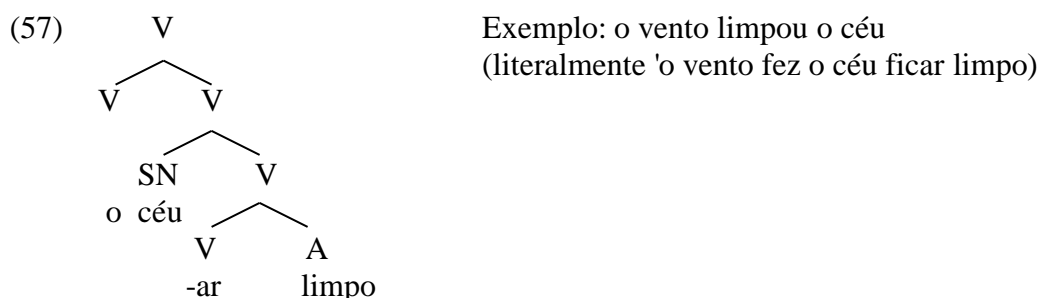 (57) V Exemplo: o vento limpou o céu
(literalmente 'o vento fez o céu ficar limpo)
V V
SN V
o céu
V A
-ar limpo